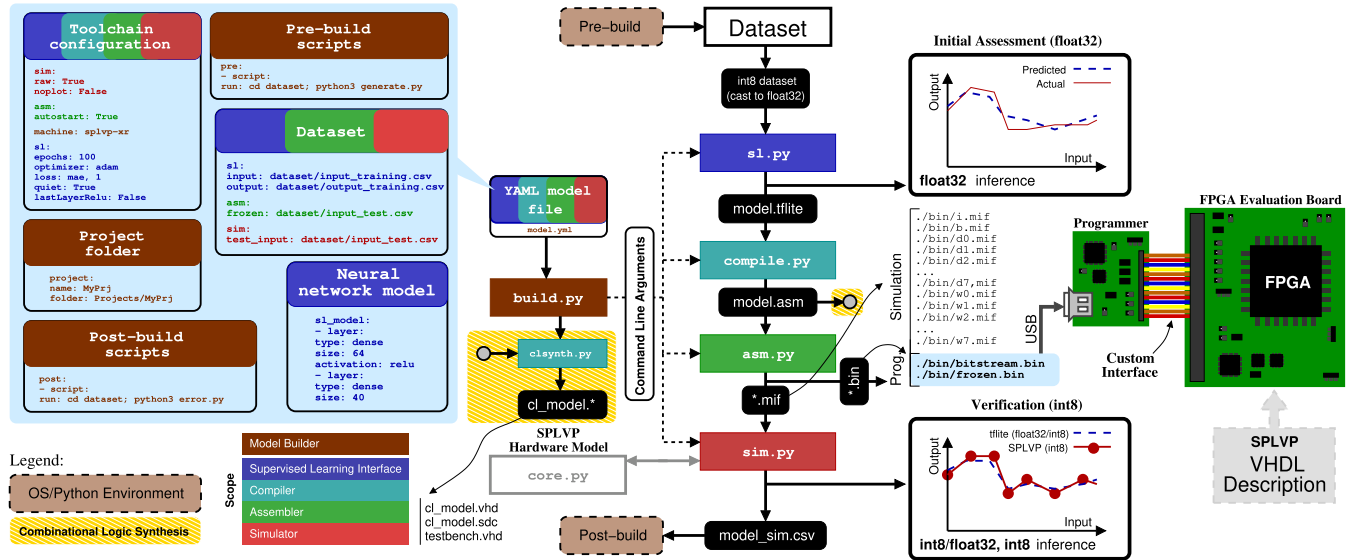 Toolchain
configuration
sim:
raw: True
noplot: False
asm:
autostart: True
machine: splvp-xr
sl:
epochs: 100
optimizer: adam
loss: mae, 1
quiet: True
lastLayerRelu: False
Pre-build
scripts
pre:
- script:
run: cd dataset; python3 generate.py
Dataset
sl:
input: dataset/input_training.csv
output: dataset/output_training.csv
asm:
frozen: dataset/input_test.csv
sim:
test_input: dataset/input_test.csv
Project
folder
project:
name: MyPrj
folder: Projects/MyPrj
Neural
network model
sl_model:
- layer:
type: dense
size: 64
activation: relu
- layer:
type: dense
size: 40
Post-build
scripts
post:
- script:
run: cd dataset; python3 error.py
YAML model
file
model.yml
build.py
clsynth.py
cl_model.*
SPLVP
Hardware Model
core.py
cl_model.vhd
cl_model.sdc
testbench.vhd
Command Line Arguments
Pre-build
Dataset
int8 dataset
(cast to float32)
sl.py
model.tflite
compile.py
model.asm
asm.py
*.mif
*.bin
sim.py
Post-build
model_sim.csv
Initial Assessment (float32)
Output
Predicted
Actual
Input
float32 inference
Simulation
./bin/i.mif
./bin/b.mif
./bin/d0.mif
./bin/d1.mif
./bin/d2.mif
...
./bin/d7,mif
./bin/w0.mif
./bin/w1.mif
./bin/w2.mif
...
./bin/w7.mif
Prog.
./bin/bitstream.bin
./bin/frozen.bin
USB
Programmer
Custom
Interface
FPGA Evaluation Board
FPGA
SPLVP
VHDL
Description
Verification (int8)
Output
tflite (float32/int8)
SPLVP (int8)
Input
int8/float32, int8 inference
Legend:
OS/Python Environment
Combinational Logic Synthesis
Scope
Model Builder
Supervised Learning Interface
Compiler
Assembler
Simulator